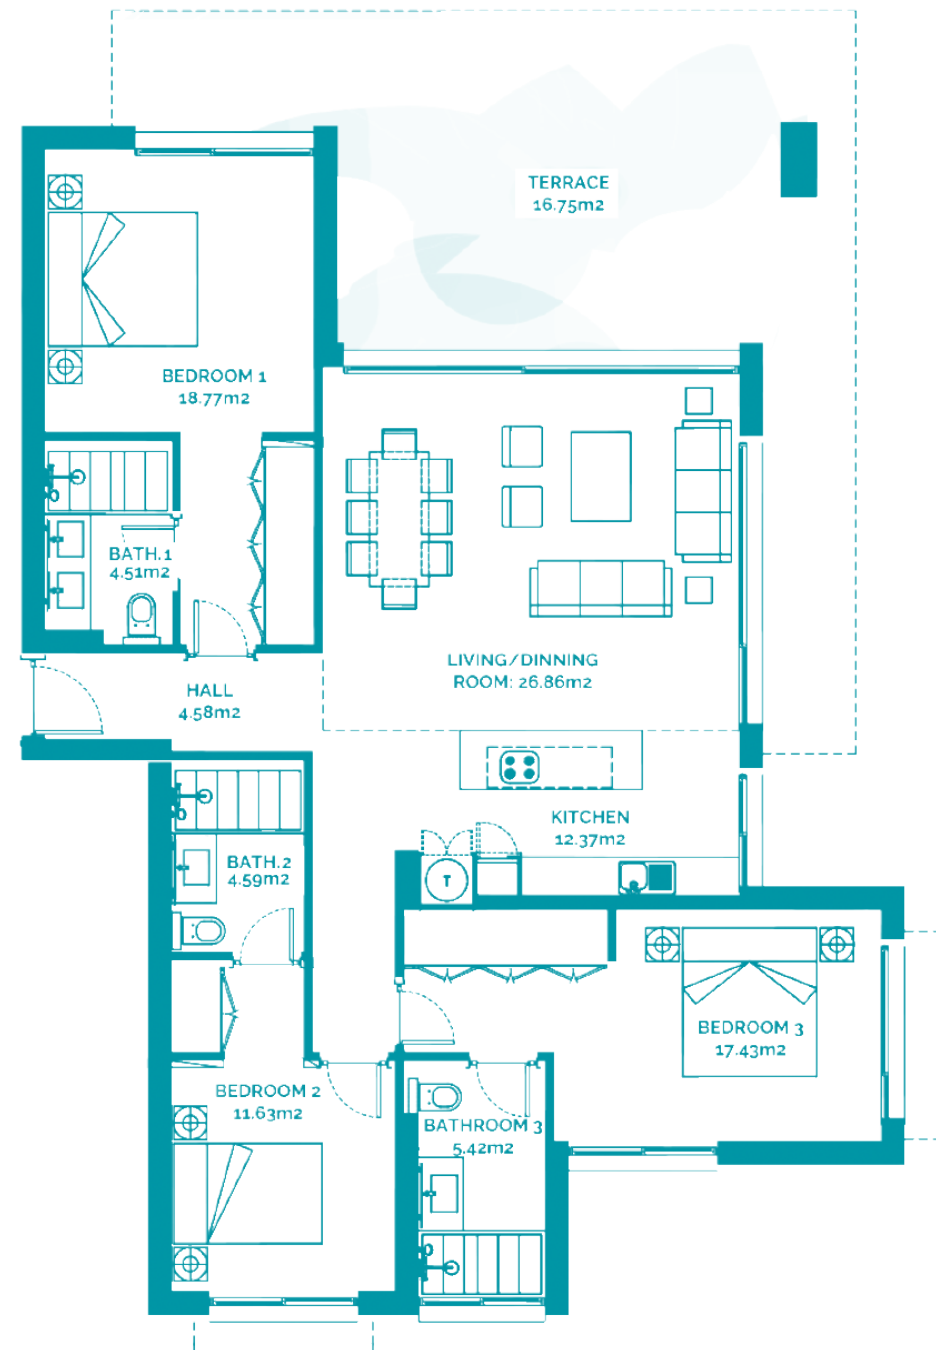 TERRACE
16.75m2
BEDROOM 1
18.77m2
BATH.1
4.51m2
LIVING/DINNING
ROOM: 26.86m2
HALL
4.58m2
KITCHEN
12.37m2
BATH.2
4.59m2
T
BEDROOM 3
17.43m2
BEDROOM 2
11.63m2
BATHROOM 3
5.42m2